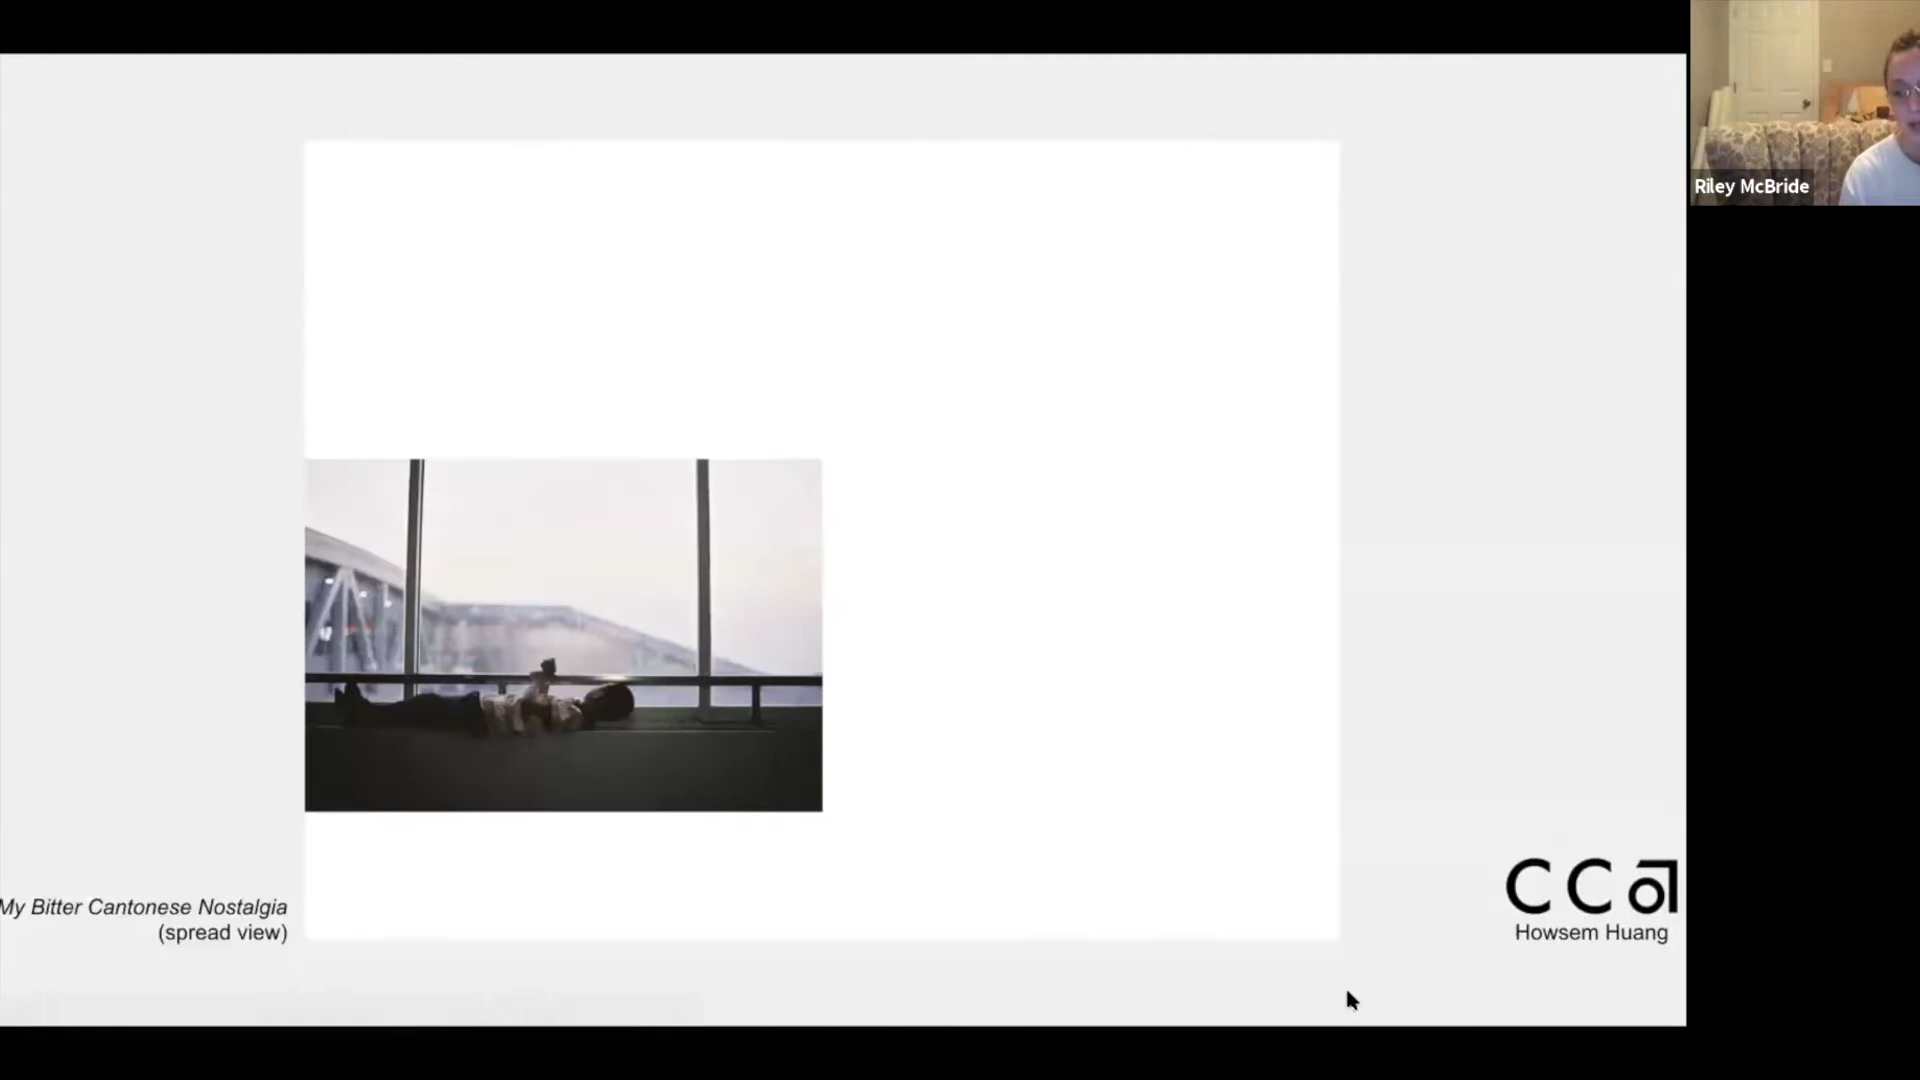 Riley McBride
My Bitter Cantonese Nostalgia
(spread view)
CCA
Howsem Huang